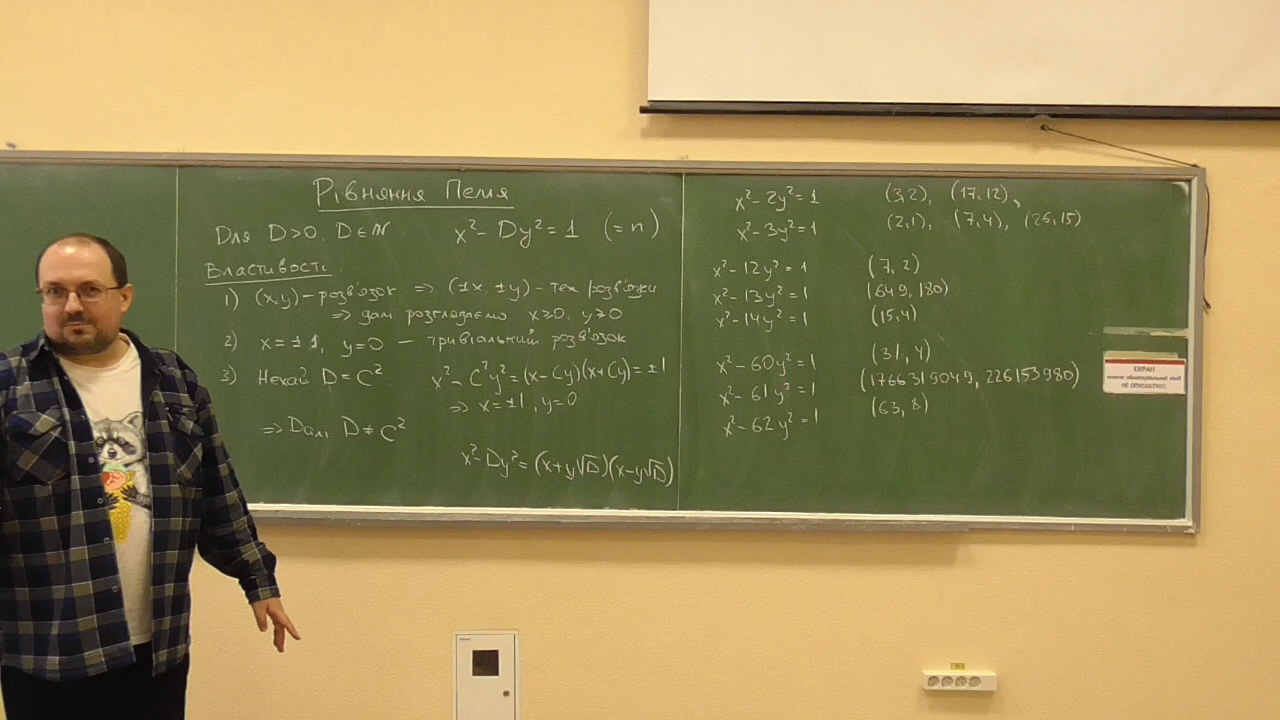 Рівняння Пелля
Для D>0, D∈ℕ x²-Dy²=1 (=n)
Властивості:
1) (x,y)-розв'язок ⇒ (±x, ±y)-теж розв'язки
⇒ далі розглядаємо x≥0, y≥0
2) x=±1, y=0 – тривіальний розв'язок
3) Нехай D=C² x²-C²y²=(x-Cy)(x+Cy)=±1
⇒ x=±1, y=0
⇒ Далі D≠C²
x²-Dy²=(x+y√D)(x-y√D)
x²-2y²=1 (3,2), (17,12),
x²-3y²=1 (2,1), (7,4), (26,15)
x²-12y²=1 (7,2)
x²-13y²=1 (649,180)
x²-14y²=1 (15,4)
x²-60y²=1 (31,4)
x²-61y²=1 (1766319049, 226153980)
x²-62y²=1 (63,8)
ЕКРАН
НЕ ОПУСКАТИ!!!